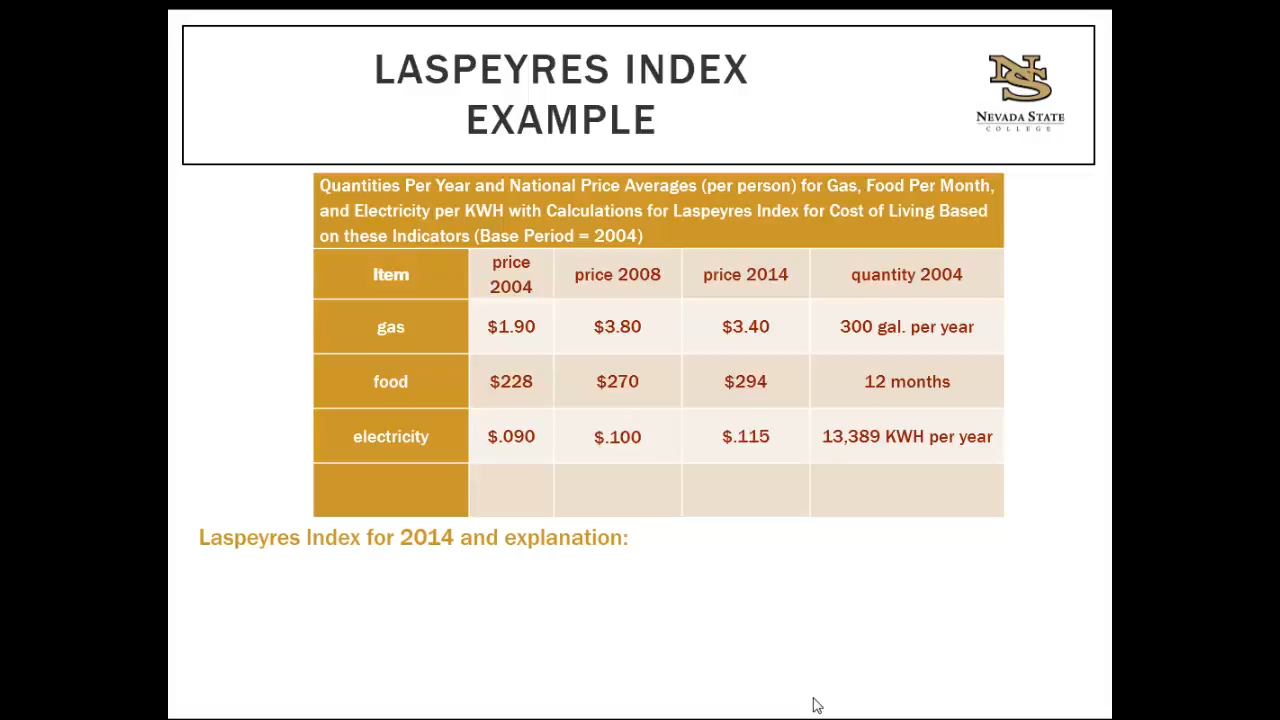 LASPEYRES INDEX
EXAMPLE
NS
NEVADA STATE
COLLEGE
Quantities Per Year and National Price Averages (per person) for Gas, Food Per Month,
and Electricity per KWH with Calculations for Laspeyres Index for Cost of Living Based
on these Indicators (Base Period = 2004)
Item price 2004 price 2008 price 2014 quantity 2004
gas $1.90 $3.80 $3.40 300 gal. per year
food $228 $270 $294 12 months
electricity $.090 $.100 $.115 13,389 KWH per year
Laspeyres Index for 2014 and explanation: